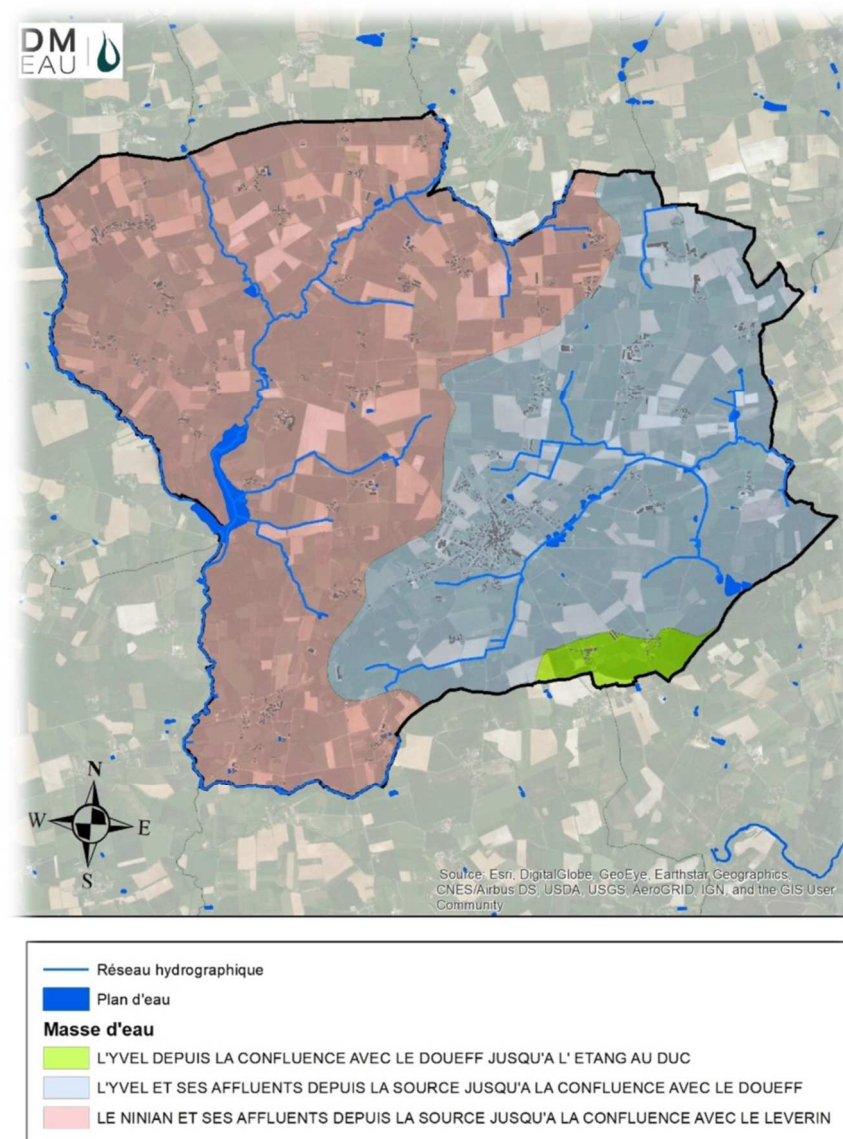 DM
EAU
N
W
E
S
Source: Esri, DigitalGlobe, GeoEye, Earthstar Geographics,
CNES/Airbus DS, USDA, USGS, AeroGRID, IGN, and the GIS User
Community
Réseau hydrographique
Plan d'eau
Masse d'eau
L'YVEL DEPUIS LA CONFLUENCE AVEC LE DOUEFF JUSQU'A L' ETANG AU DUC
L'YVEL ET SES AFFLUENTS DEPUIS LA SOURCE JUSQU'A LA CONFLUENCE AVEC LE DOUEFF
LE NINIAN ET SES AFFLUENTS DEPUIS LA SOURCE JUSQU'A LA CONFLUENCE AVEC LE LEVERIN